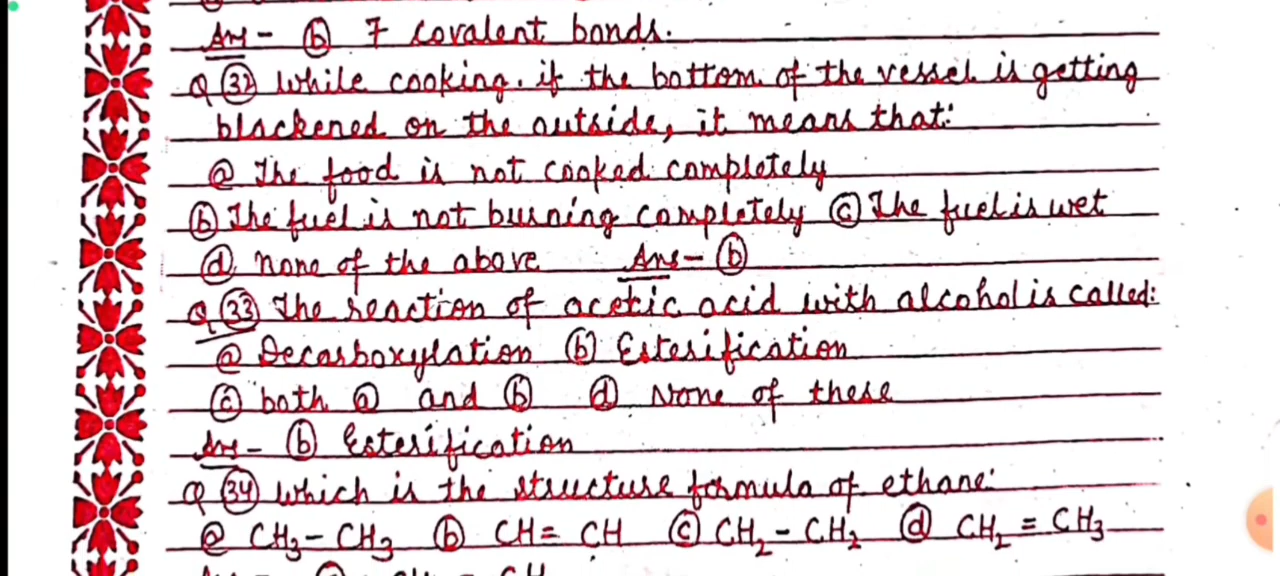 Ans - (b) 7 covalent bonds.
Q (32) While cooking. if the bottom of the vessel is getting
blackened on the outside, it means that:
(a) The food is not cooked completely
(b) The fuel is not burning completely (c) The fuel is wet
(d) none of the above Ans - (b)
Q (33) The reaction of acetic acid with alcohol is called:
(a) Decarboxylation (b) Esterification
(c) both (a) and (b) (d) None of these
Ans - (b) Esterification
Q (34) Which is the structure formula of ethane:
(a) CH₃ – CH₃ (b) CH = CH (c) CH₂ – CH₂ (d) CH₂ ≡ CH₃